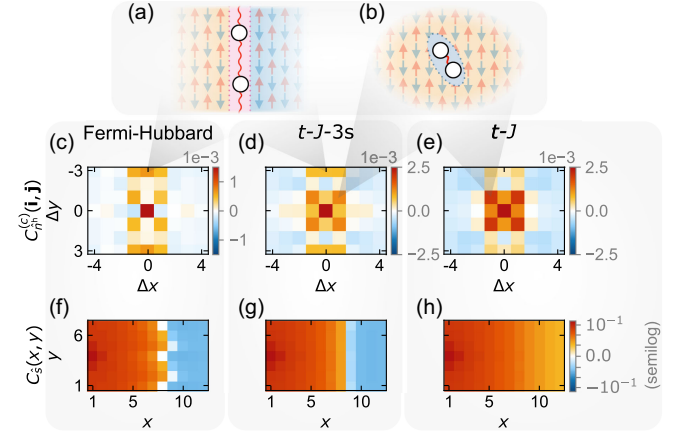 (a)
(b)
(c) Fermi-Hubbard
(d) t-J-3s
(e) t-J
1e−3
1e−3
1e−3
C_{n̂^h}^{(c)}(i, j)
Δy
-3
0
3
-4 0 4
Δx
1
0
−1
-4 0 4
Δx
2.5
0.0
−2.5
-4 0 4
Δx
2.5
0.0
−2.5
(f)
(g)
(h)
C_ŝ(x, y)
y
6
1
1 5 10
x
1 5 10
x
1 5 10
x
10^{-1}
0.0
−10^{-1}
(semilog)